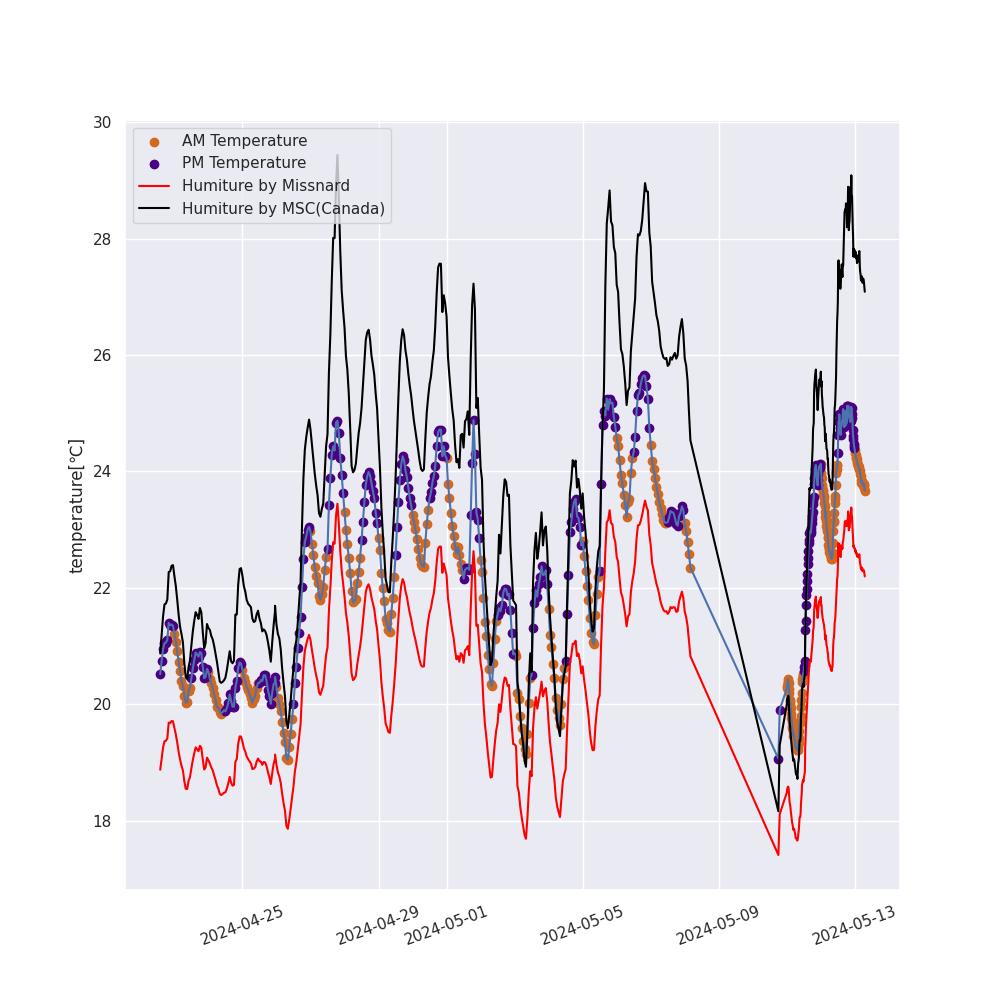 AM Temperature
PM Temperature
Humiture by Missnard
Humiture by MSC(Canada)
30
28
26
24
22
20
18
temperature[℃]
2024-04-25
2024-04-29
2024-05-01
2024-05-05
2024-05-09
2024-05-13